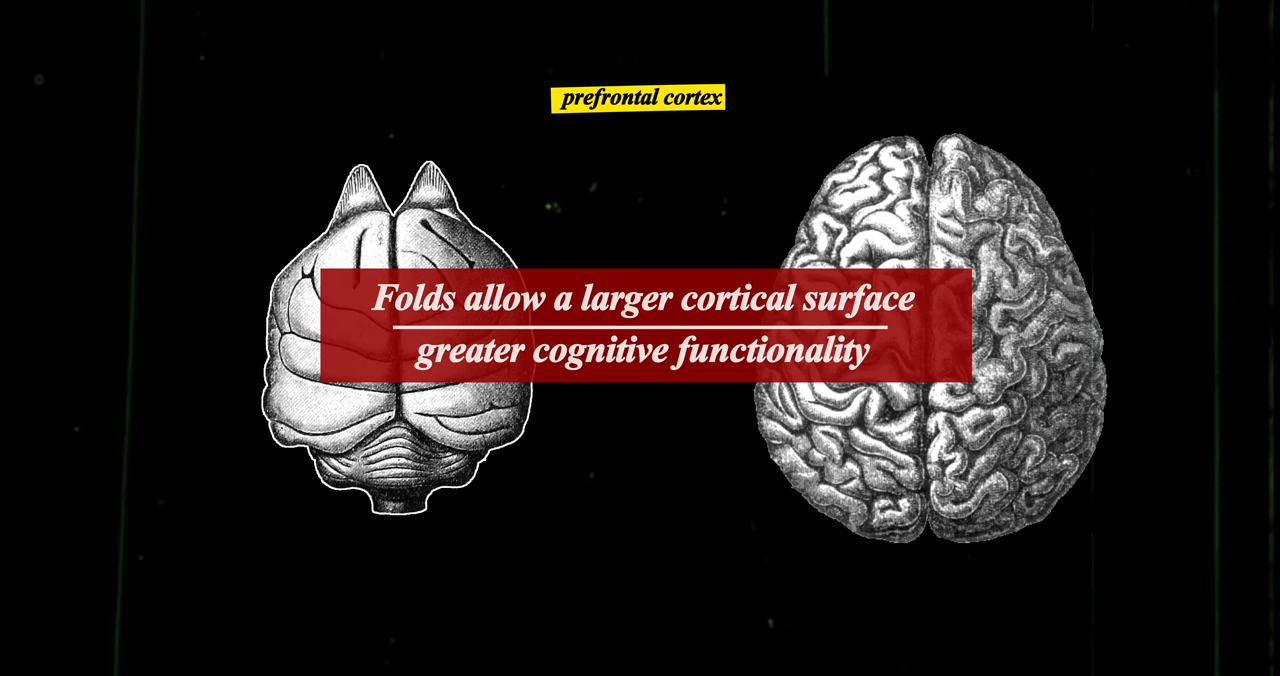 prefrontal cortex
Folds allow a larger cortical surface
greater cognitive functionality